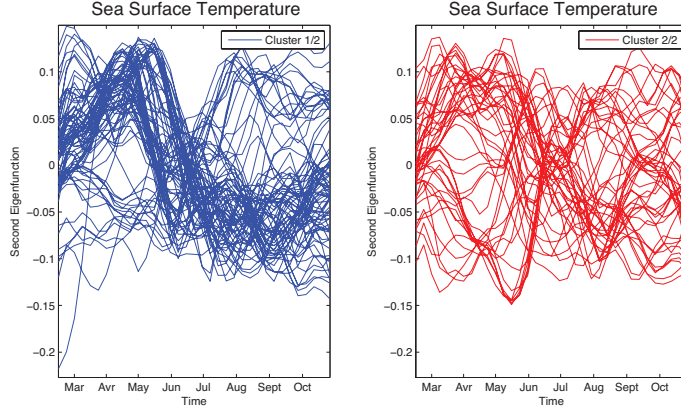 Sea Surface Temperature
Cluster 1/2
0.1
0.05
0
−0.05
−0.1
−0.15
−0.2
Second Eigenfunction
Mar Avr May Jun Jul Aug Sept Oct
Time
Sea Surface Temperature
Cluster 2/2
0.1
0.05
0
−0.05
−0.1
−0.15
−0.2
Second Eigenfunction
Mar Avr May Jun Jul Aug Sept Oct
Time